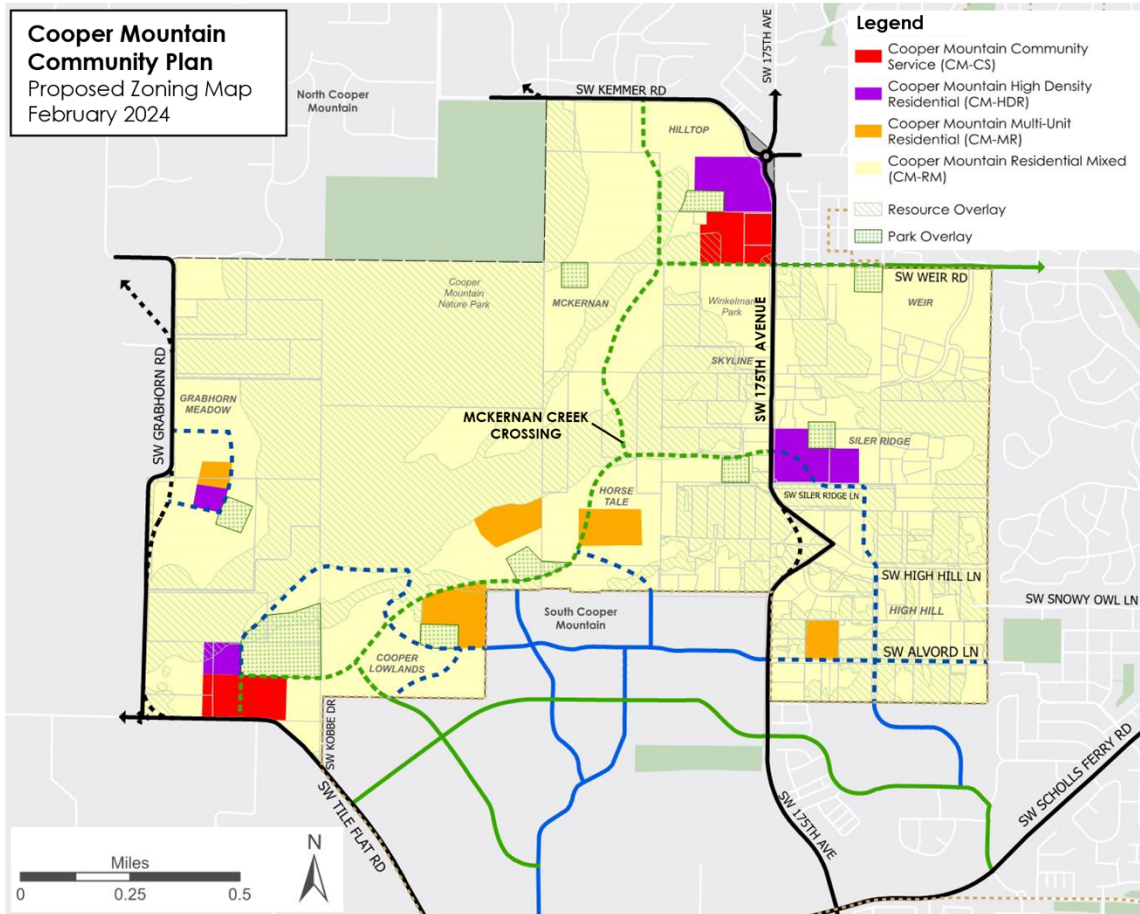 Cooper Mountain
Community Plan
Proposed Zoning Map
February 2024
Legend
Cooper Mountain Community
Service (CM-CS)
Cooper Mountain High Density
Residential (CM-HDR)
Cooper Mountain Multi-Unit
Residential (CM-MR)
Cooper Mountain Residential Mixed
(CM-RM)
Resource Overlay
Park Overlay
SW 175TH AVE
North Cooper
Mountain
SW KEMMER RD
HILLTOP
SW WEIR RD
Cooper
Mountain
Nature Park
MCKERNAN
Winkelman
Park
WEIR
SW 175TH AVENUE
SKYLINE
SW GRABHORN RD
GRABHORN
MEADOW
MCKERNAN CREEK
CROSSING
SILER RIDGE
HORSE
TALE
SW SILER RIDGE LN
SW HIGH HILL LN
SW SNOWY OWL LN
HIGH HILL
South Cooper
Mountain
SW ALVORD LN
COOPER
LOWLANDS
SW KOBBE DR
SW TILE FLAT RD
SW 175TH AVE
SW SCHOLLS FERRY RD
Miles
0 0.25 0.5
N